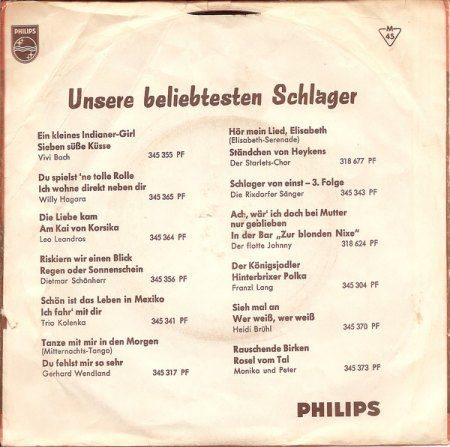 PHILIPS
M
45
Unsere beliebtesten Schlager
Ein kleines Indianer-Girl
Sieben süße Küsse
Vivi Bach 345 355 PF
Du spielst 'ne tolle Rolle
Ich wohne direkt neben dir
Willy Hagara 345 365 PF
Die Liebe kam
Am Kai von Korsika
Leo Leandros 345 364 PF
Riskiern wir einen Blick
Regen oder Sonnenschein
Dietmar Schönherr 345 356 PF
Schön ist das Leben in Mexiko
Ich fahr' mit dir
Trio Kolenka 345 341 PF
Tanze mit mir in den Morgen
(Mitternachts-Tango)
Du fehlst mir so sehr
Gerhard Wendland 345 317 PF
Hör mein Lied, Elisabeth
(Elisabeth-Serenade)
Ständchen von Heykens
Der Starlets-Chor 318 677 PF
Schlager von einst – 3. Folge
Die Rixdorfer Sänger 345 343 PF
Ach, wär' ich doch bei Mutter
nur geblieben
In der Bar „Zur blonden Nixe"
Der flotte Johnny 318 624 PF
Der Königsjodler
Hinterbrixer Polka
Franzl Lang 345 304 PF
Sieh mal an
Wer weiß, wer weiß
Heidi Brühl 345 370 PF
Rauschende Birken
Rosel vom Tal
Monika und Peter 345 373 PF
PHILIPS